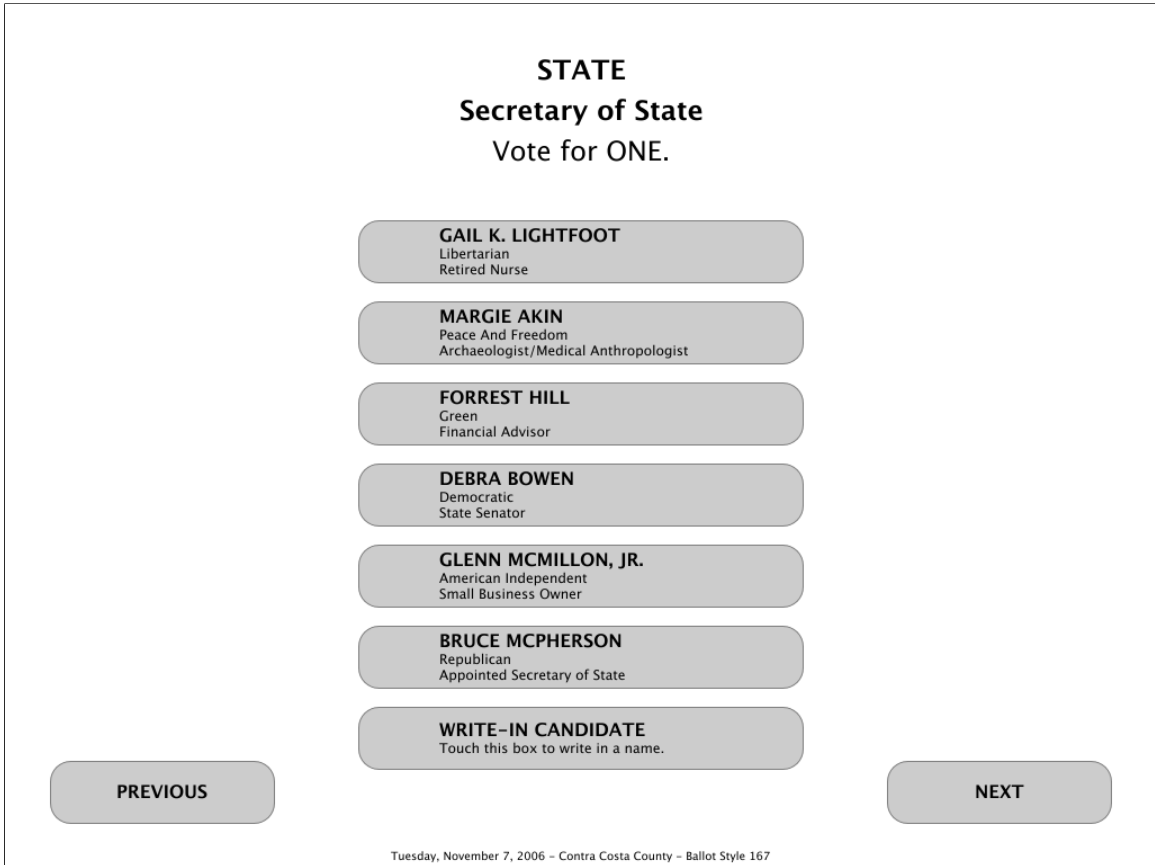 STATE
Secretary of State
Vote for ONE.
GAIL K. LIGHTFOOT
Libertarian
Retired Nurse
MARGIE AKIN
Peace And Freedom
Archaeologist/Medical Anthropologist
FORREST HILL
Green
Financial Advisor
DEBRA BOWEN
Democratic
State Senator
GLENN MCMILLON, JR.
American Independent
Small Business Owner
BRUCE MCPHERSON
Republican
Appointed Secretary of State
WRITE-IN CANDIDATE
Touch this box to write in a name.
PREVIOUS
NEXT
Tuesday, November 7, 2006 – Contra Costa County – Ballot Style 167